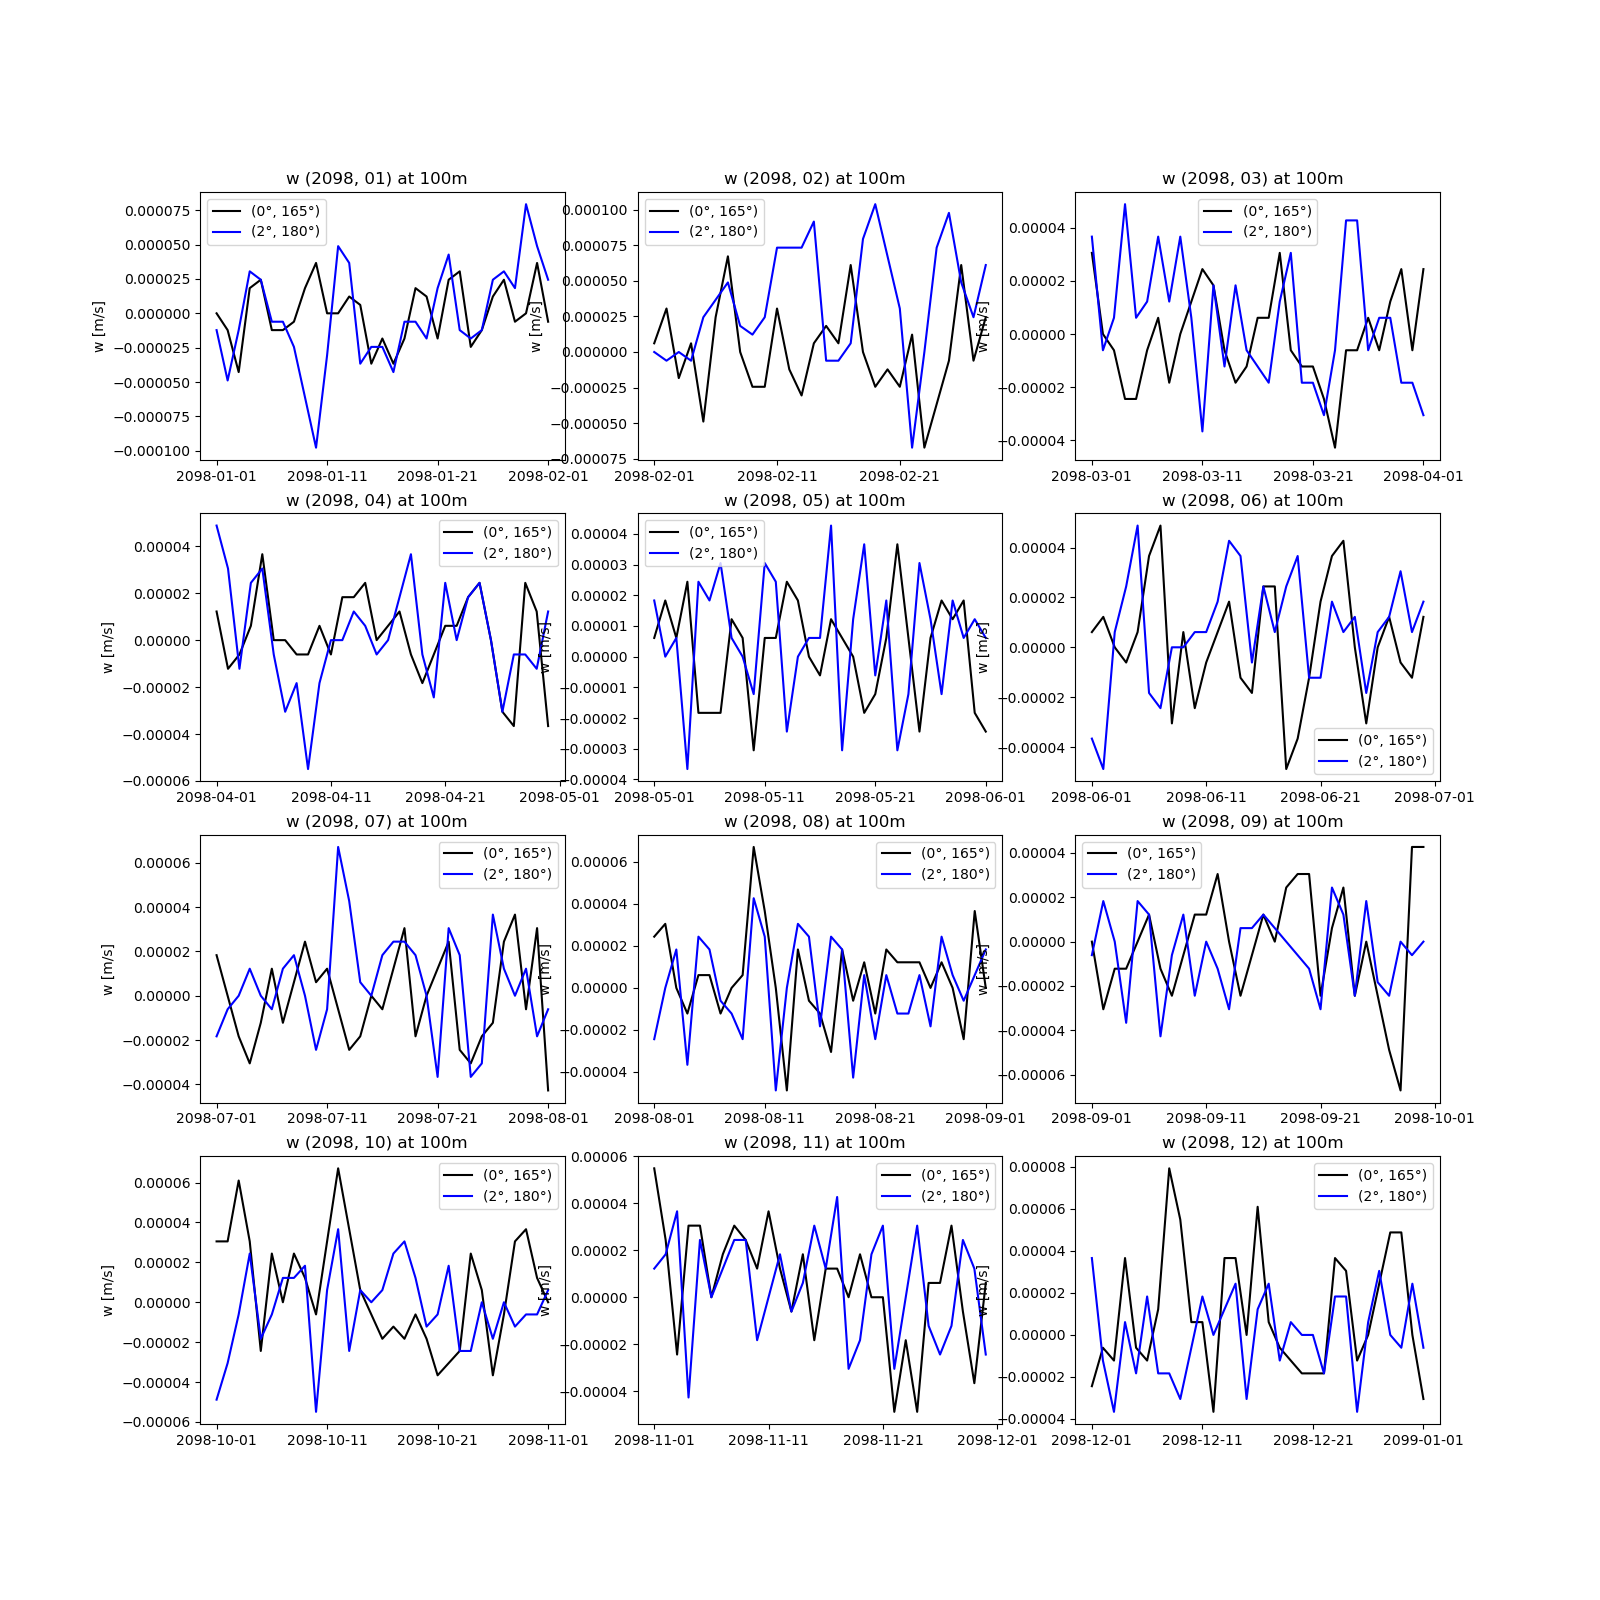 w (2098, 01) at 100m
w [m/s]
0.000075
0.000050
0.000025
0.000000
−0.000025
−0.000050
−0.000075
−0.000100
(0°, 165°)
(2°, 180°)
2098-01-01 2098-01-11 2098-01-21 2098-02-01
w (2098, 02) at 100m
w [m/s]
0.000100
0.000075
0.000050
0.000025
0.000000
−0.000025
−0.000050
−0.000075
(0°, 165°)
(2°, 180°)
2098-02-01 2098-02-11 2098-02-21
w (2098, 03) at 100m
w [m/s]
0.00004
0.00002
0.00000
−0.00002
−0.00004
(0°, 165°)
(2°, 180°)
2098-03-01 2098-03-11 2098-03-21 2098-04-01
w (2098, 04) at 100m
w [m/s]
0.00004
0.00002
0.00000
−0.00002
−0.00004
−0.00006
(0°, 165°)
(2°, 180°)
2098-04-01 2098-04-11 2098-04-21 2098-05-01
w (2098, 05) at 100m
w [m/s]
0.00004
0.00003
0.00002
0.00001
0.00000
−0.00001
−0.00002
−0.00003
−0.00004
(0°, 165°)
(2°, 180°)
2098-05-01 2098-05-11 2098-05-21 2098-06-01
w (2098, 06) at 100m
w [m/s]
0.00004
0.00002
0.00000
−0.00002
−0.00004
(0°, 165°)
(2°, 180°)
2098-06-01 2098-06-11 2098-06-21 2098-07-01
w (2098, 07) at 100m
w [m/s]
0.00006
0.00004
0.00002
0.00000
−0.00002
−0.00004
(0°, 165°)
(2°, 180°)
2098-07-01 2098-07-11 2098-07-21 2098-08-01
w (2098, 08) at 100m
w [m/s]
0.00006
0.00004
0.00002
0.00000
−0.00002
−0.00004
(0°, 165°)
(2°, 180°)
2098-08-01 2098-08-11 2098-08-21 2098-09-01
w (2098, 09) at 100m
w [m/s]
0.00004
0.00002
0.00000
−0.00002
−0.00004
−0.00006
(0°, 165°)
(2°, 180°)
2098-09-01 2098-09-11 2098-09-21 2098-10-01
w (2098, 10) at 100m
w [m/s]
0.00006
0.00004
0.00002
0.00000
−0.00002
−0.00004
−0.00006
(0°, 165°)
(2°, 180°)
2098-10-01 2098-10-11 2098-10-21 2098-11-01
w (2098, 11) at 100m
w [m/s]
0.00006
0.00004
0.00002
0.00000
−0.00002
−0.00004
(0°, 165°)
(2°, 180°)
2098-11-01 2098-11-11 2098-11-21 2098-12-01
w (2098, 12) at 100m
w [m/s]
0.00008
0.00006
0.00004
0.00002
0.00000
−0.00002
−0.00004
(0°, 165°)
(2°, 180°)
2098-12-01 2098-12-11 2098-12-21 2099-01-01